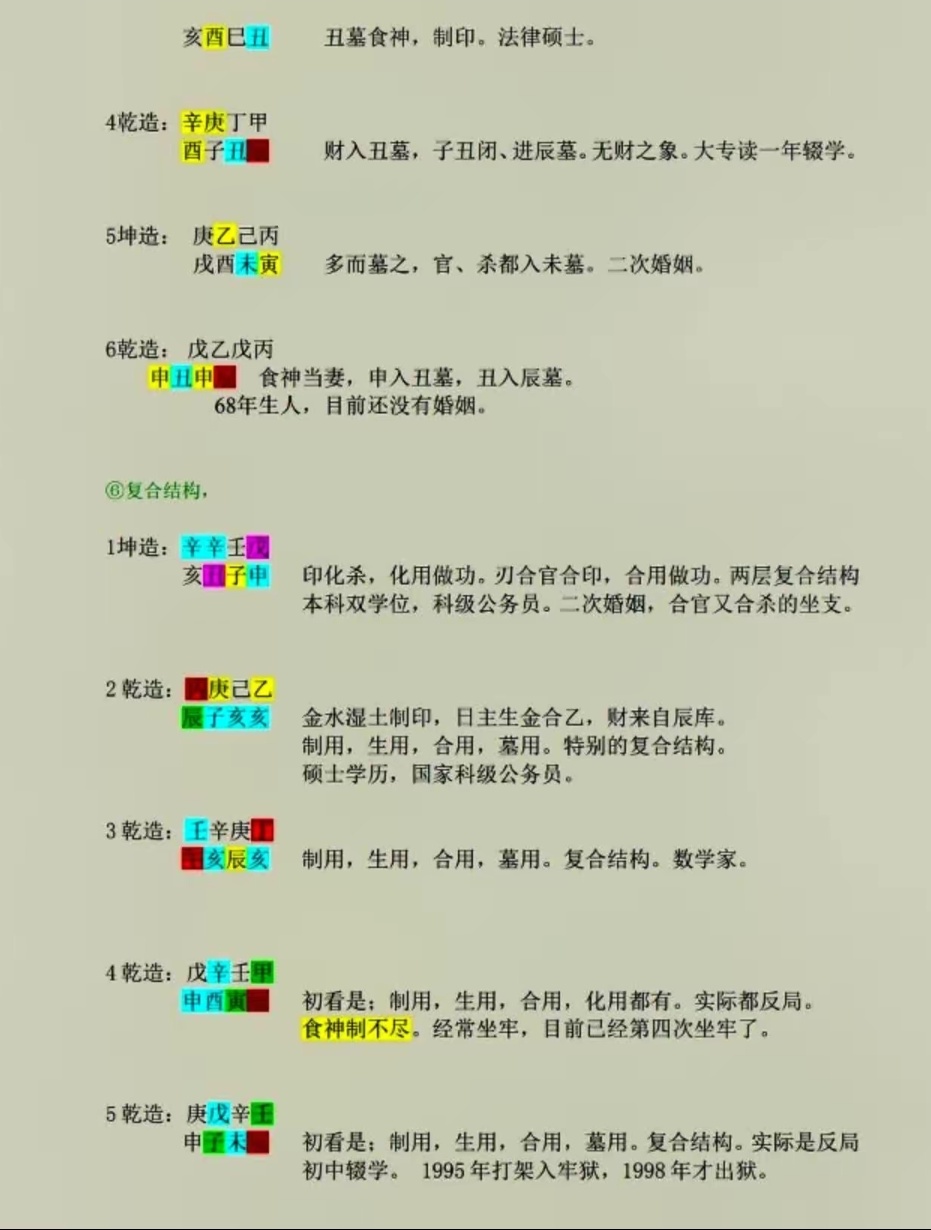 亥酉巳丑 丑墓食神，制印。法律硕士。
4乾造：辛庚丁甲
酉子丑 财入丑墓，子丑闭、进辰墓。无财之象。大专读一年辍学。
5坤造： 庚乙己丙
戌酉未寅 多而墓之，官、杀都入未墓。二次婚姻。
6乾造： 戊乙戊丙
申丑申 食神当妻，申入丑墓，丑入辰墓。
68年生人，目前还没有婚姻。
⑥复合结构，
1坤造：辛辛壬戊
亥丑子申 印化杀，化用做功。刃合官合印，合用做功。两层复合结构
本科双学位，科级公务员。二次婚姻，合官又合杀的坐支。
2乾造：庚己乙
辰子亥亥 金水湿土制印，日主生金合乙，财来自辰库。
制用，生用，合用，墓用。特别的复合结构。
硕士学历，国家科级公务员。
3乾造：壬辛庚丁
亥辰亥 制用，生用，合用，墓用。复合结构。数学家。
4乾造：戊辛壬甲
申酉寅 初看是；制用，生用，合用，化用都有。实际都反局。
食神制不尽。经常坐牢，目前已经第四次坐牢了。
5乾造：庚戊辛壬
申子未 初看是；制用，生用，合用，墓用。复合结构。实际是反局
初中辍学。 1995年打架入牢狱，1998年才出狱。